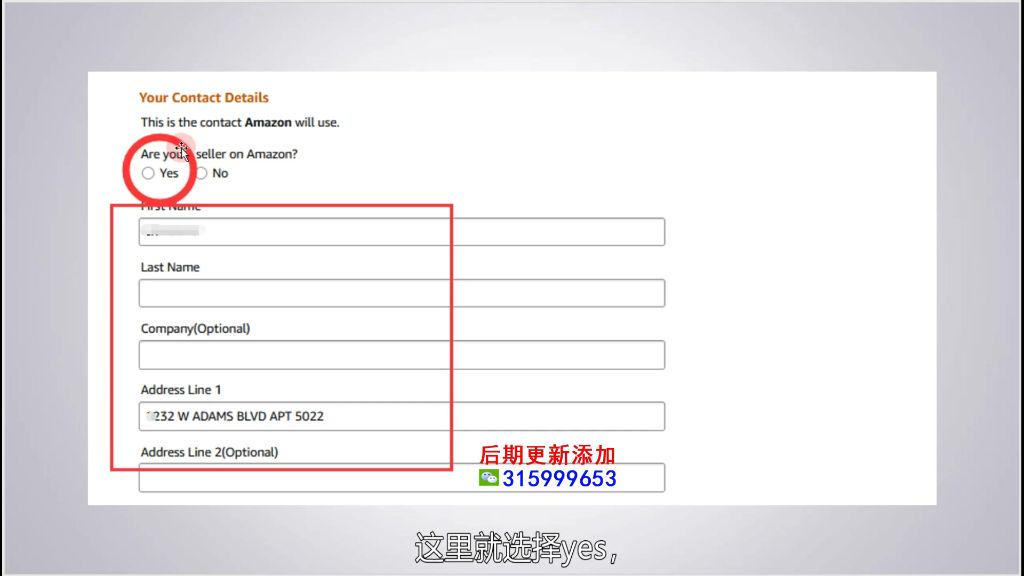 Your Contact Details
This is the contact Amazon will use.
Are you seller on Amazon?
Yes No
First Name
Last Name
Company(Optional)
Address Line 1
232 W ADAMS BLVD APT 5022
Address Line 2(Optional)
后期更新添加
315999653
这里就选择yes,